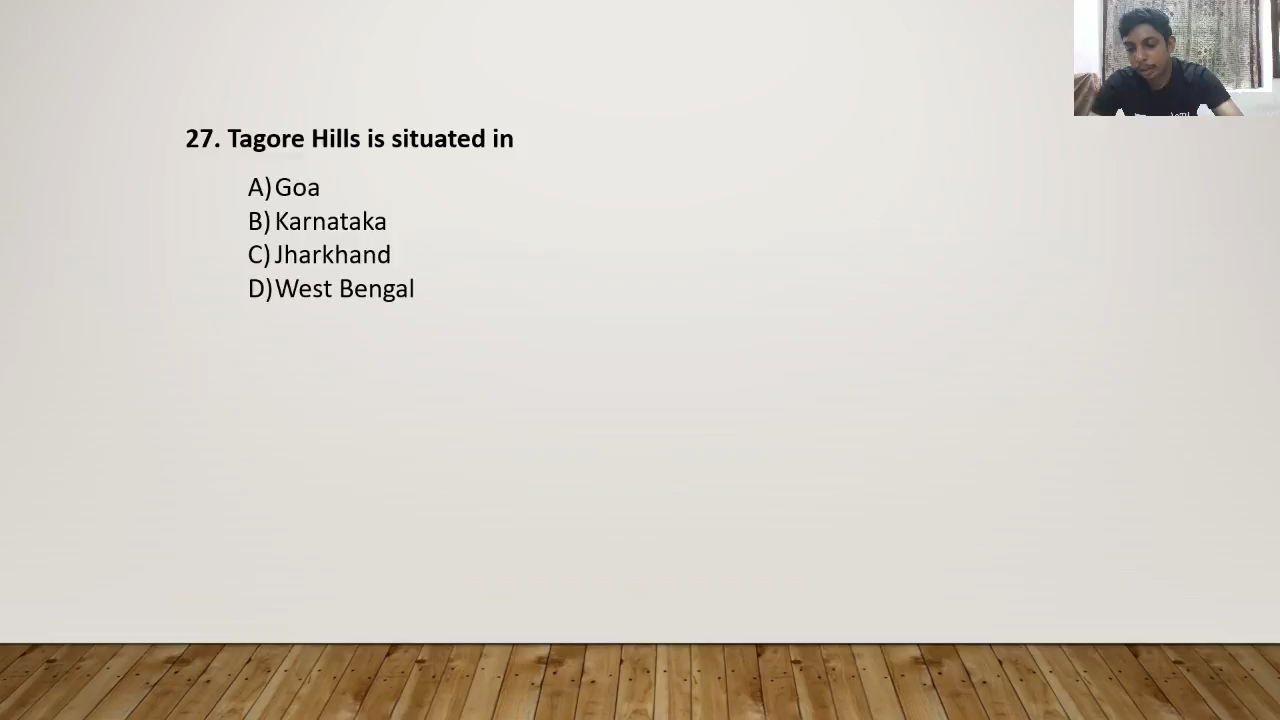 27. Tagore Hills is situated in
A) Goa
B) Karnataka
C) Jharkhand
D) West Bengal